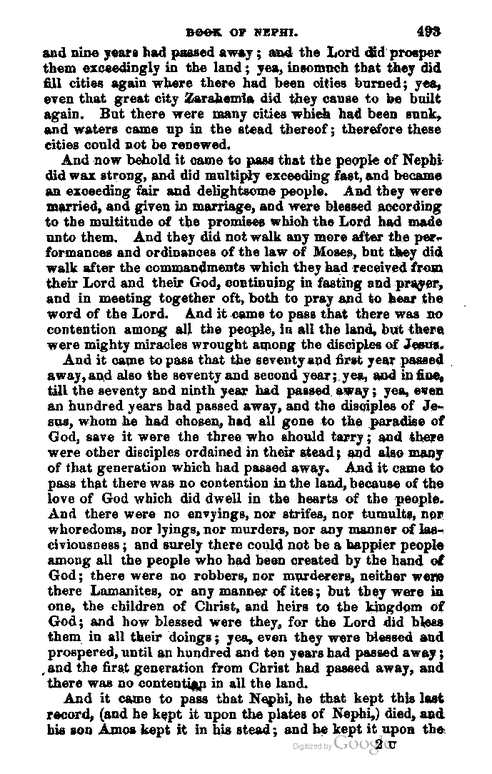 BOOK OF NEPHI. 493
and nine years had passed away; and the Lord did prosper
them exceedingly in the land; yea, insomuch that they did
fill cities again where there had been cities burned; yea,
even that great city Zarahemia did they cause to be built
again. But there were many cities which had been sunk,
and waters came up in the stead thereof; therefore these
cities could not be renewed.
And now behold it came to pass that the people of Nephi
did wax strong, and did multiply exceeding fast, and became
an exceeding fair and delightsome people. And they were
married, and given in marriage, and were blessed according
to the multitude of the promises which the Lord had made
unto them. And they did not walk any more after the per-
formances and ordinances of the law of Moses, but they did
walk after the commandments which they had received from
their Lord and their God, continuing in fasting and prayer,
and in meeting together oft, both to pray and to hear the
word of the Lord. And it came to pass that there was no
contention among all the people, in all the land, but there
were mighty miracles wrought among the disciples of Jesus.
And it came to pass that the seventy and first year passed
away, and also the seventy and second year; yea, and in fine,
till the seventy and ninth year had passed away; yea, even
an hundred years had passed away, and the disciples of Je-
sus, whom he had chosen, had all gone to the paradise of
God, save it were the three who should tarry; and there
were other disciples ordained in their stead; and also many
of that generation which had passed away. And it came to
pass that there was no contention in the land, because of the
love of God which did dwell in the hearts of the people.
And there were no envyings, nor strifes, nor tumults, nor
whoredoms, nor lyings, nor murders, nor any manner of las-
civiousness; and surely there could not be a happier people
among all the people who had been created by the hand of
God; there were no robbers, nor murderers, neither were
there Lamanites, or any manner of ites; but they were in
one, the children of Christ, and heirs to the kingdom of
God; and how blessed were they, for the Lord did bless
them in all their doings; yea, even they were blessed and
prospered, until an hundred and ten years had passed away;
and the first generation from Christ had passed away, and
there was no contention in all the land.
And it came to pass that Nephi, he that kept this last
record, (and he kept it upon the plates of Nephi,) died, and
his son Amos kept it in his stead; and he kept it upon the
2 U
Digitized by Google